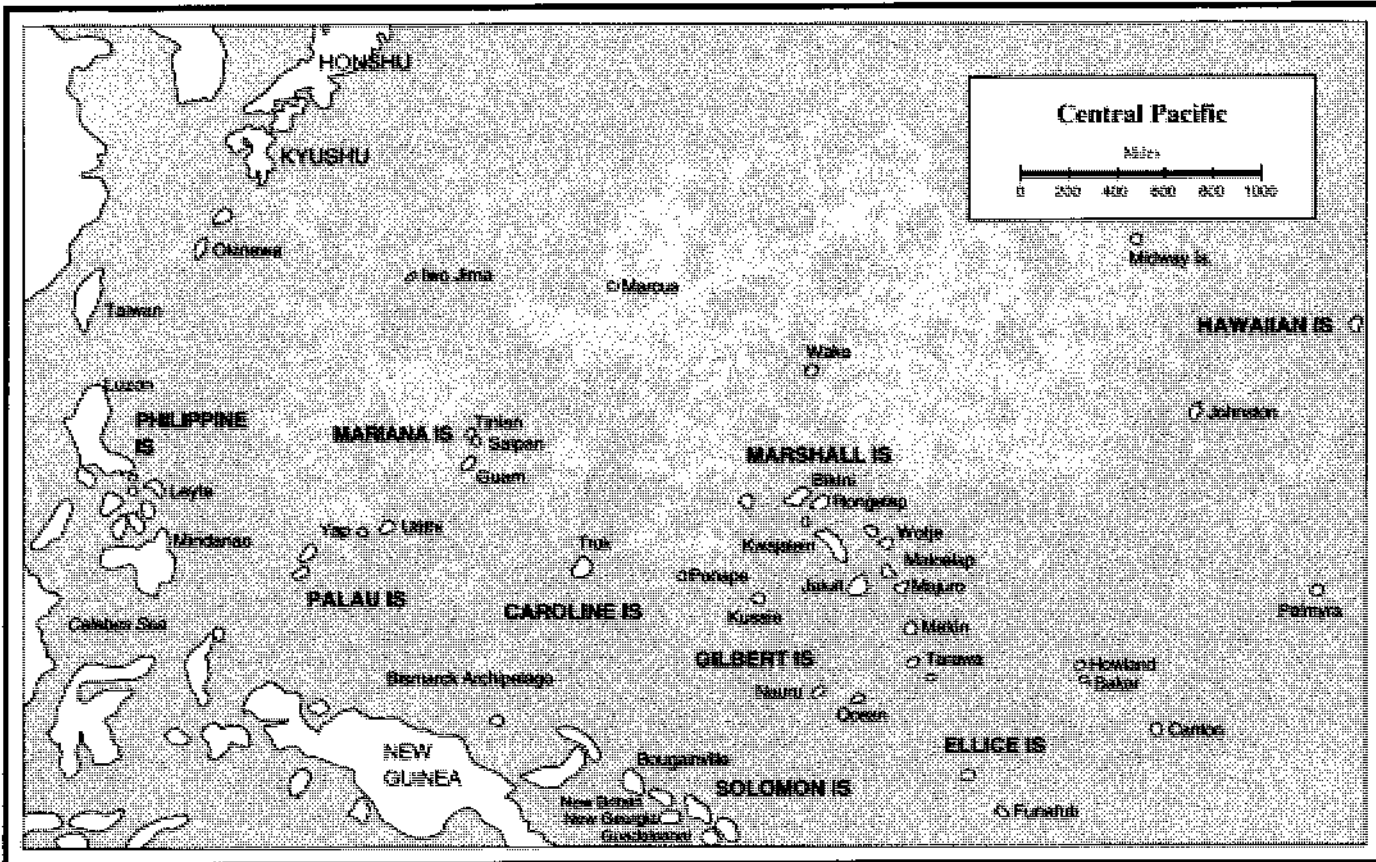 HONSHU
Central Pacific
Miles
0 200 400 600 800 1000
KYUSHU
Okinawa
Midway Is.
Iwo Jima
Marcus
Taiwan
HAWAIIAN IS
Wake
Luzon
PHILIPPINE
IS
Johnston
Tinian
MARIANA IS
Saipan
Guam
MARSHALL IS
Bikini
Rongelap
Leyte
Yap
Ulithi
Wotje
Mindanao
Truk
Kwajalein
Maloelap
Ponape
Jaluit
Majuro
PALAU IS
CAROLINE IS
Kusaie
Palmyra
Celebes Sea
Makin
GILBERT IS
Tarawa
Howland
Baker
Bismarck Archipelago
Nauru
Ocean
Canton
NEW
GUINEA
ELLICE IS
Bougainville
SOLOMON IS
New Georgia
Guadalcanal
Funafuti